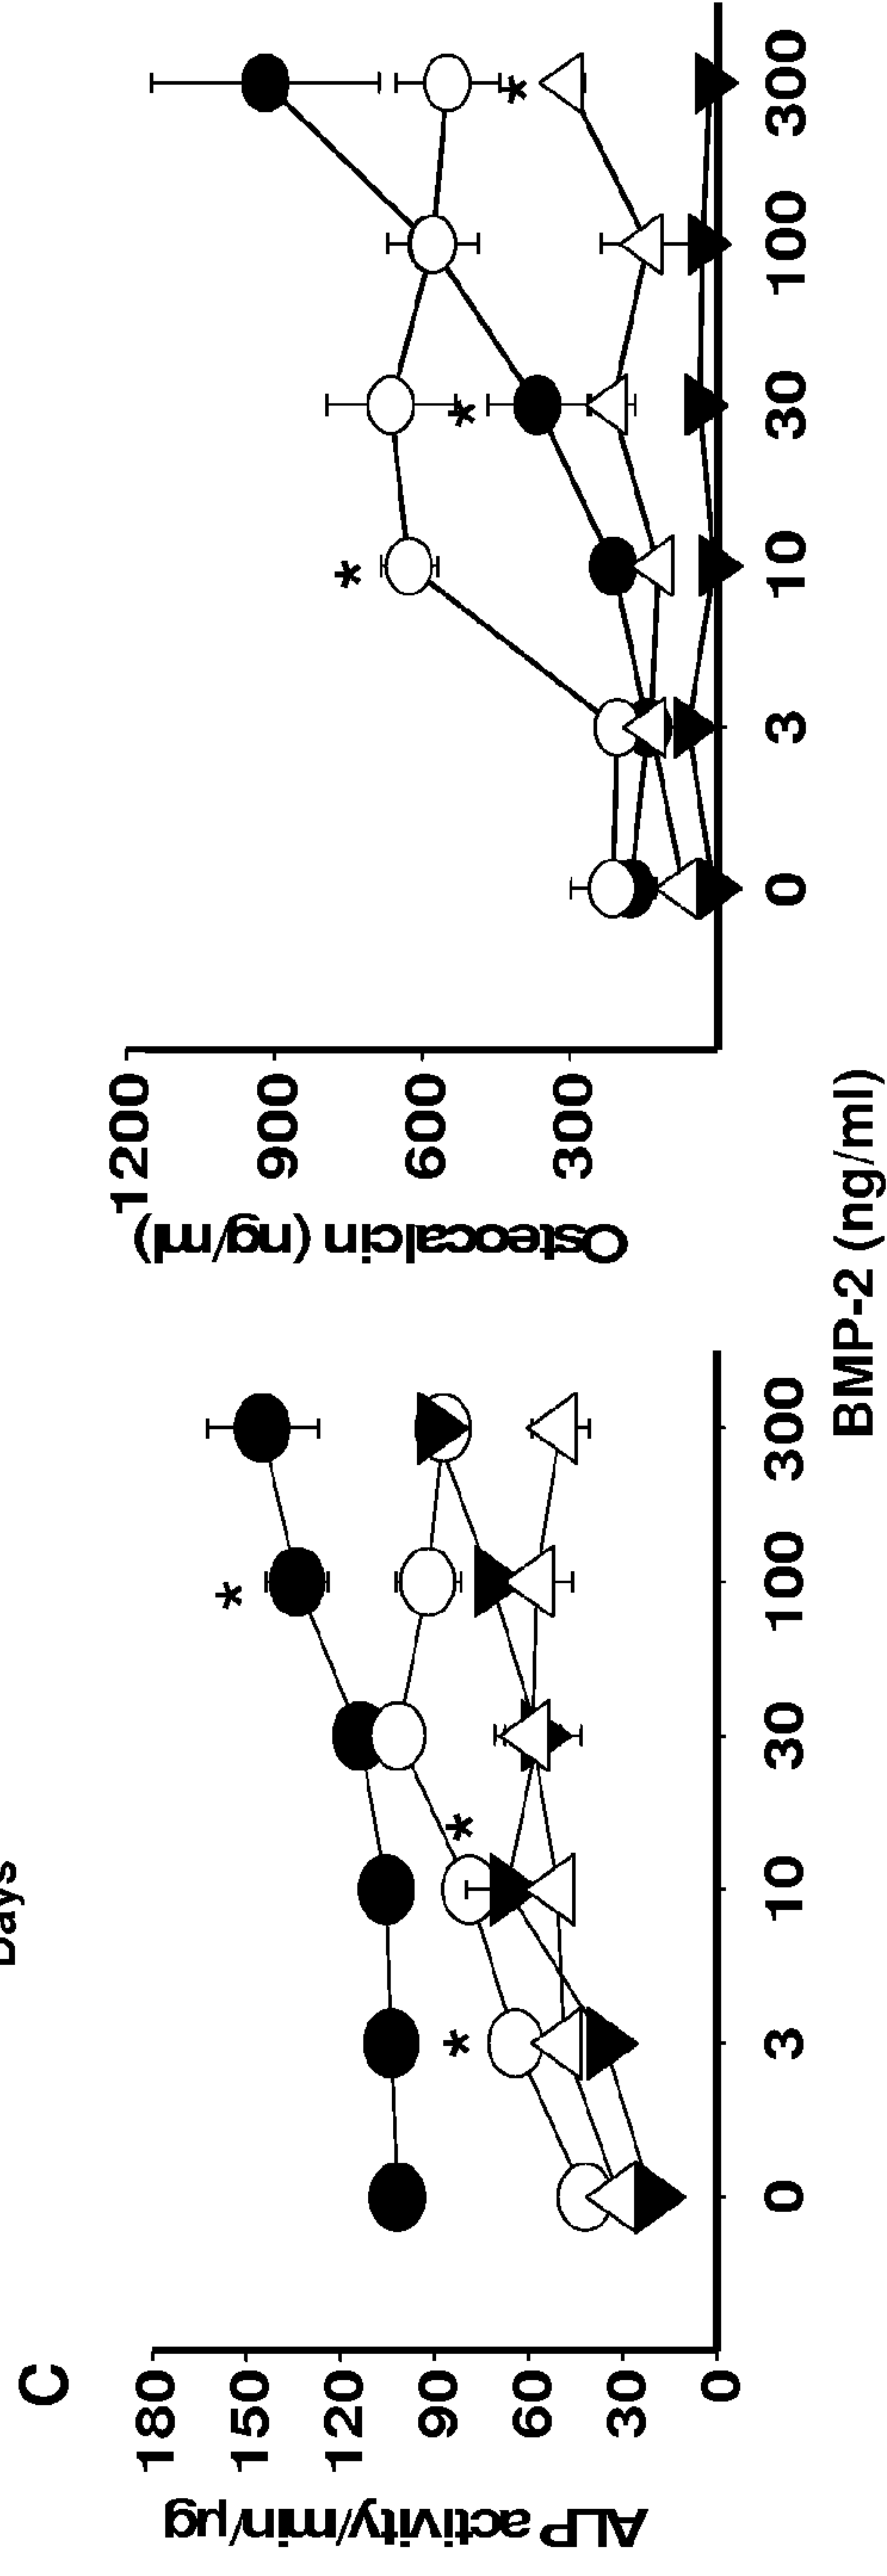 Days
C
ALP activity/min/µg
180
150
120
90
60
30
0
*
*
*
0 3 10 30 100 300
Osteocalcin (ng/ml)
1200
900
600
300
*
*
*
0 3 10 30 100 300
BMP-2 (ng/ml)